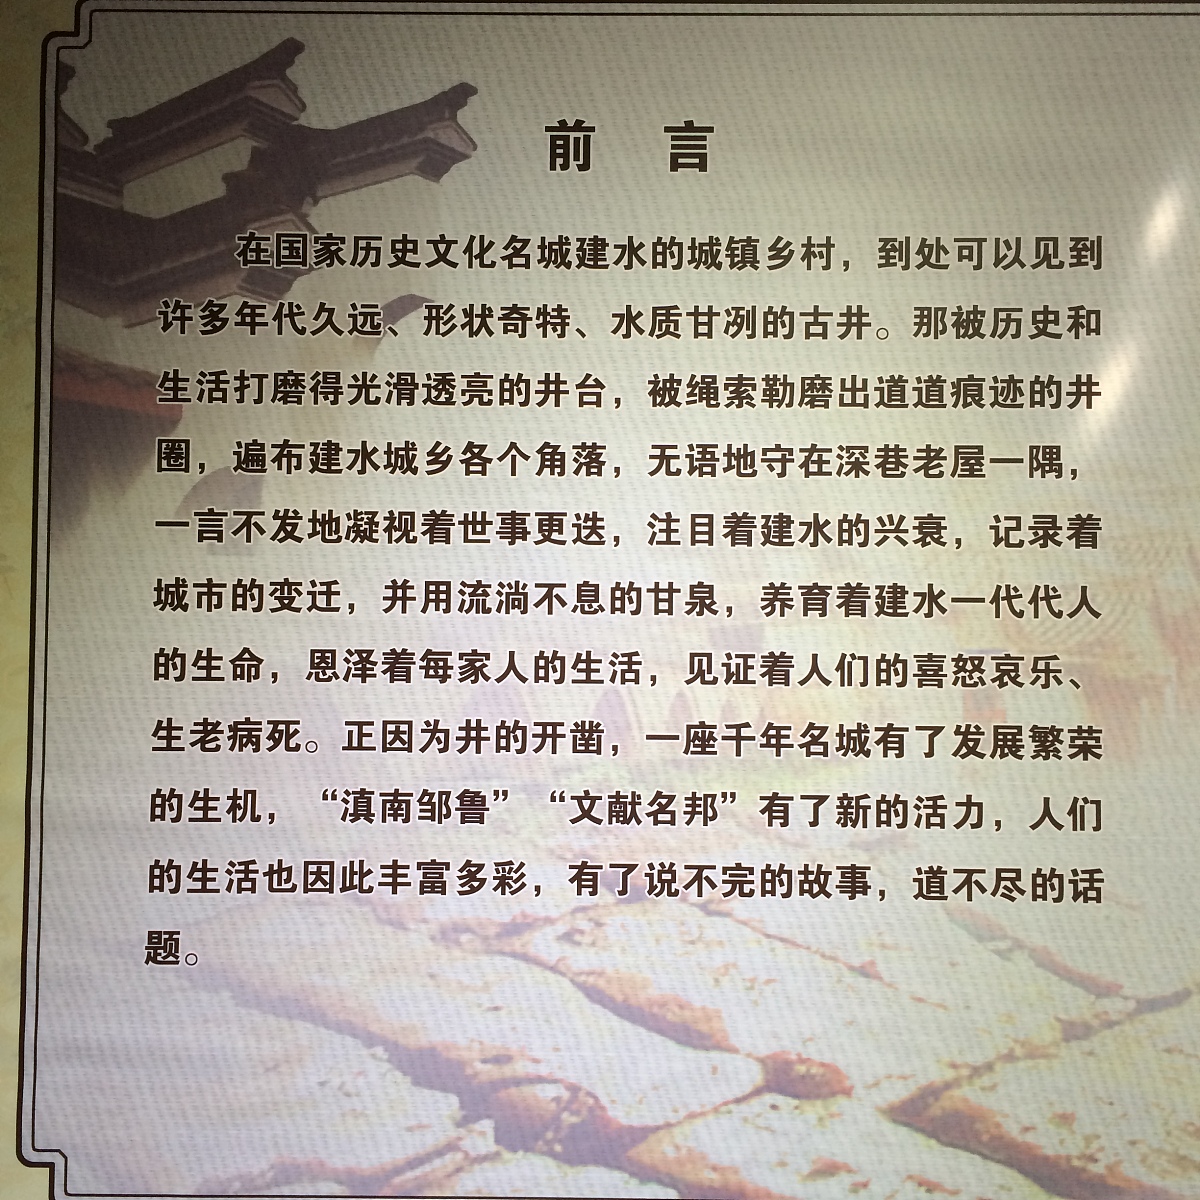 前 言
在国家历史文化名城建水的城镇乡村，到处可以见到
许多年代久远、形状奇特、水质甘冽的古井。那被历史和
生活打磨得光滑透亮的井台，被绳索勒磨出道道痕迹的井
圈，遍布建水城乡各个角落，无语地守在深巷老屋一隅，
一言不发地凝视着世事更迭，注目着建水的兴衰，记录着
城市的变迁，并用流淌不息的甘泉，养育着建水一代代人
的生命，恩泽着每家人的生活，见证着人们的喜怒哀乐、
生老病死。正因为井的开凿，一座千年名城有了发展繁荣
的生机，“滇南邹鲁”“文献名邦”有了新的活力，人们
的生活也因此丰富多彩，有了说不完的故事，道不尽的话
题。